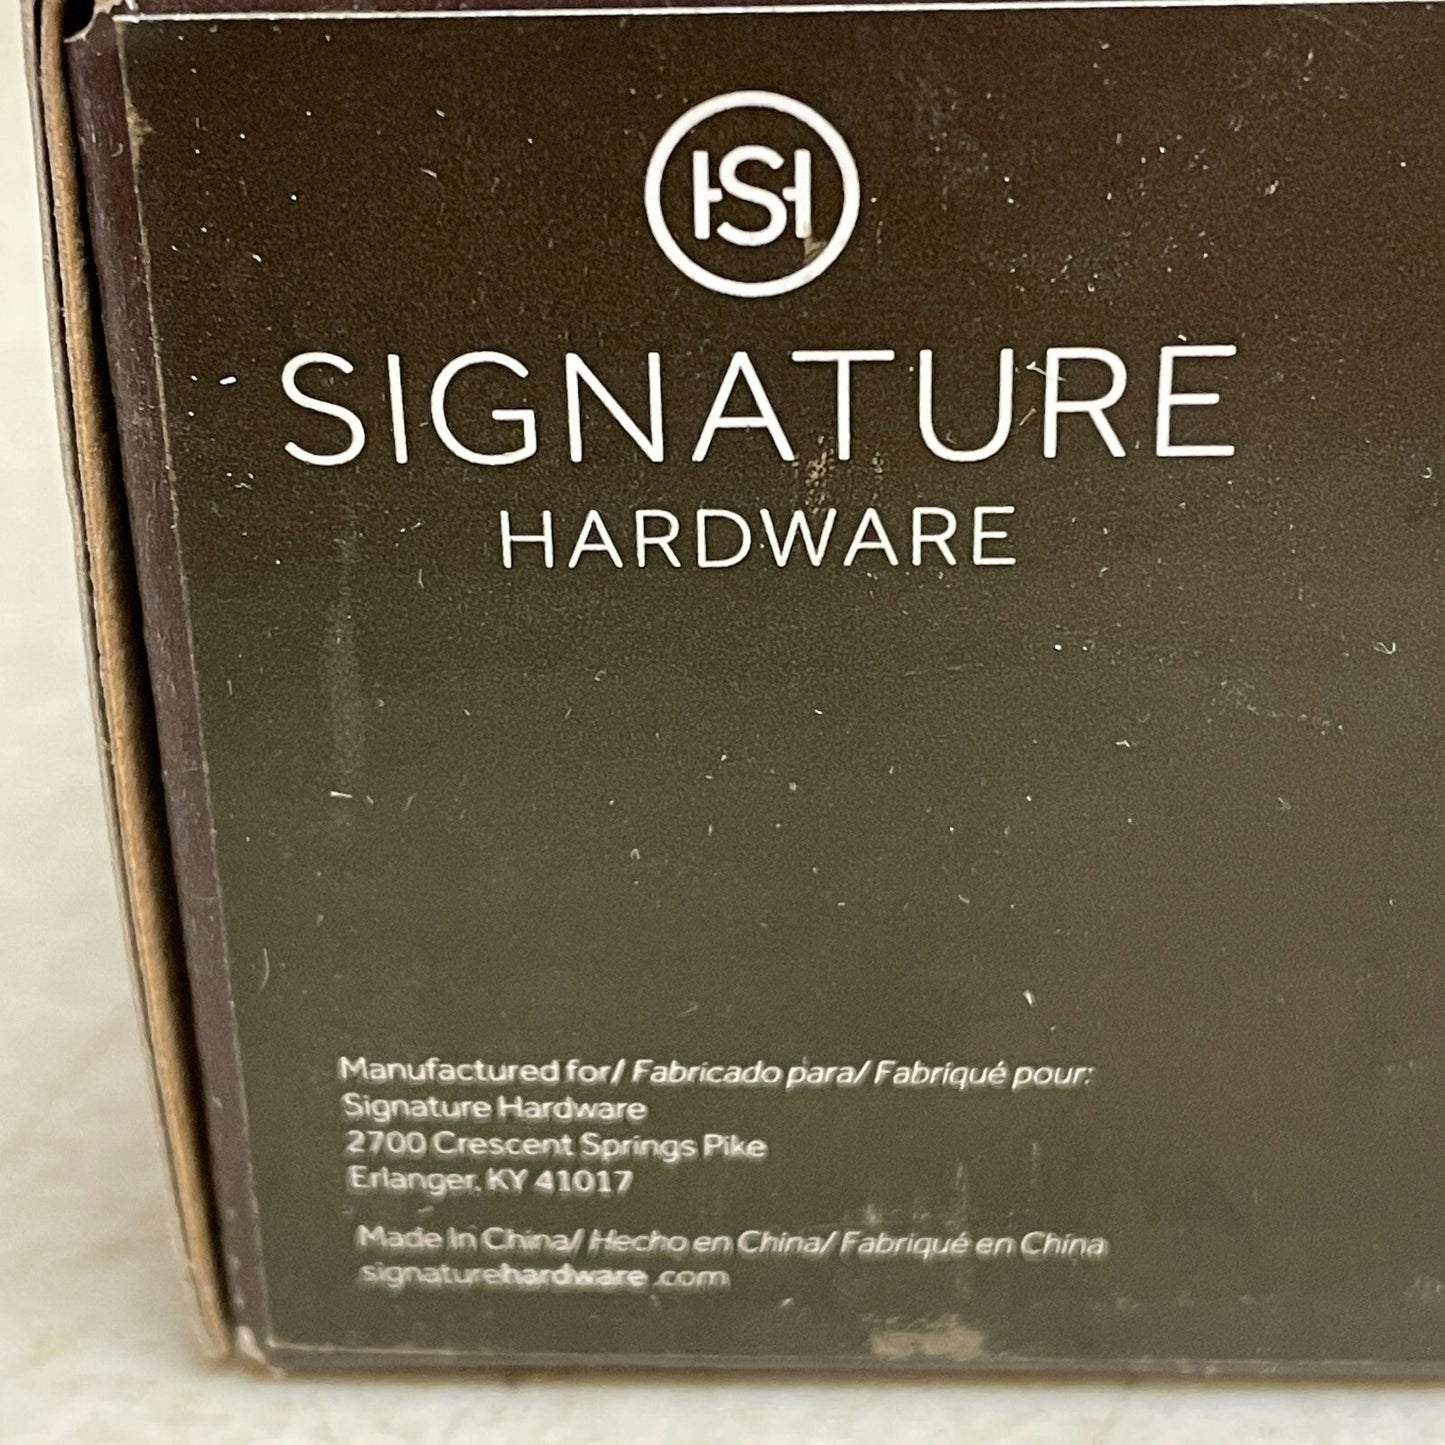 HSH
SIGNATURE
HARDWARE
Manufactured for/ Fabricado para/ Fabriqué pour:
Signature Hardware
2700 Crescent Springs Pike
Erlanger, KY 41017
Made In China/ Hecho en China/ Fabriqué en China
signaturehardware.com